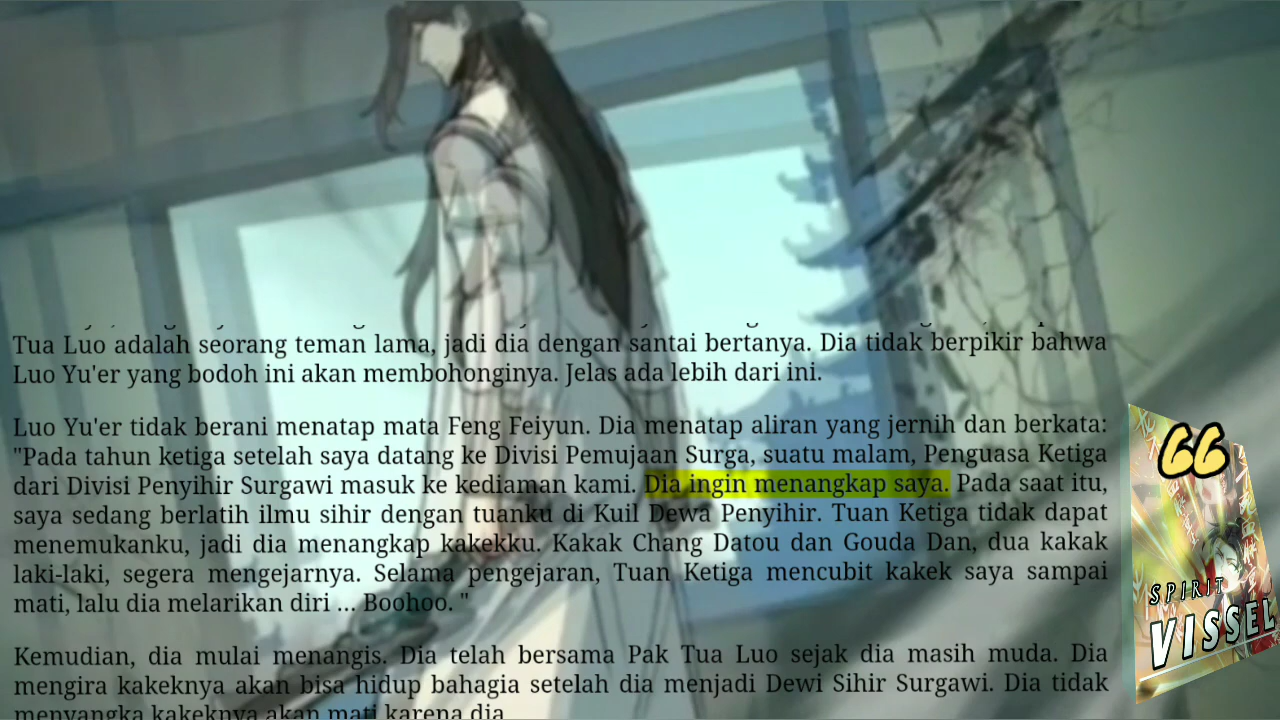 Tua Luo adalah seorang teman lama, jadi dia dengan santai bertanya. Dia tidak berpikir bahwa
Luo Yu'er yang bodoh ini akan membohonginya. Jelas ada lebih dari ini.
Luo Yu'er tidak berani menatap mata Feng Feiyun. Dia menatap aliran yang jernih dan berkata:
"Pada tahun ketiga setelah saya datang ke Divisi Pemujaan Surga, suatu malam, Penguasa Ketiga
dari Divisi Penyihir Surgawi masuk ke kediaman kami. Dia ingin menangkap saya. Pada saat itu,
saya sedang berlatih ilmu sihir dengan tuanku di Kuil Dewa Penyihir. Tuan Ketiga tidak dapat
menemukanku, jadi dia menangkap kakekku. Kakak Chang Datou dan Gouda Dan, dua kakak
laki-laki, segera mengejarnya. Selama pengejaran, Tuan Ketiga mencubit kakek saya sampai
mati, lalu dia melarikan diri ... Boohoo. "
Kemudian, dia mulai menangis. Dia telah bersama Pak Tua Luo sejak dia masih muda. Dia
mengira kakeknya akan bisa hidup bahagia setelah dia menjadi Dewi Sihir Surgawi. Dia tidak
menyangka kakeknya akan mati karena dia
66
SPIRIT
VISSEL